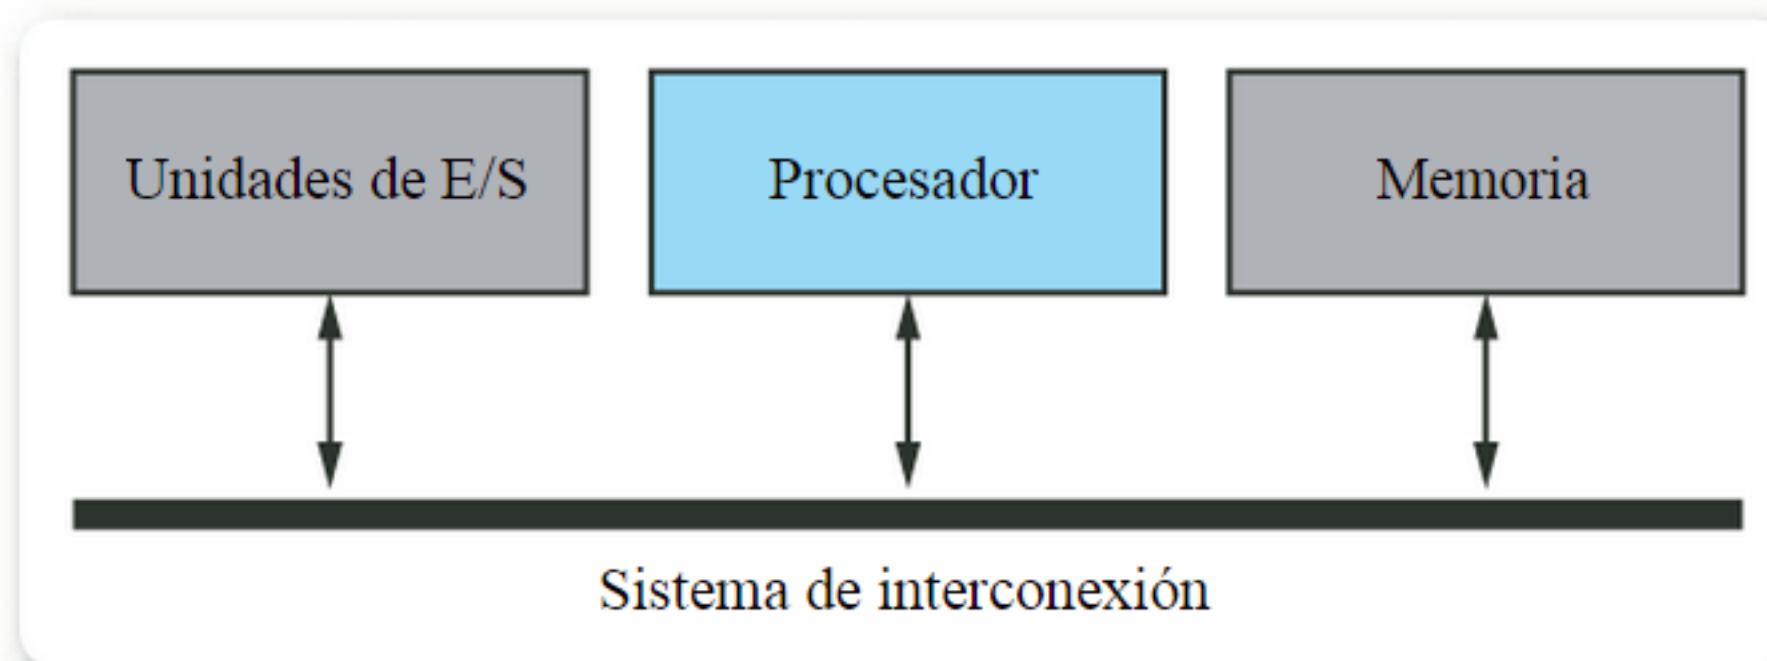 Unidades de E/S
Procesador
Memoria
Sistema de interconexión